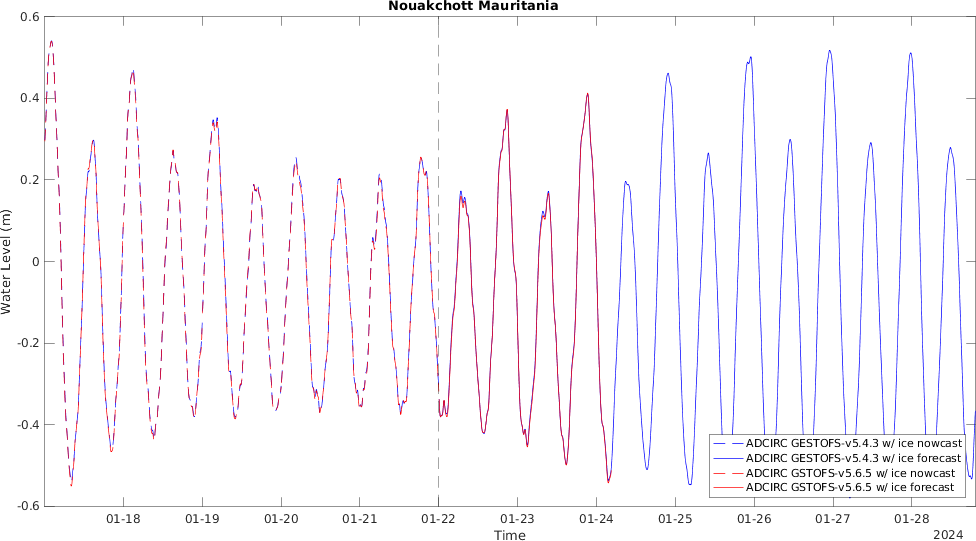 Nouakchott Mauritania
0.6
0.4
0.2
0
-0.2
-0.4
-0.6
Water Level (m)
ADCIRC GESTOFS-v5.4.3 w/ ice nowcast
ADCIRC GESTOFS-v5.4.3 w/ ice forecast
ADCIRC GSTOFS-v5.6.5 w/ ice nowcast
ADCIRC GSTOFS-v5.6.5 w/ ice forecast
01-18 01-19 01-20 01-21 01-22 01-23 01-24 01-25 01-26 01-27 01-28
Time
2024